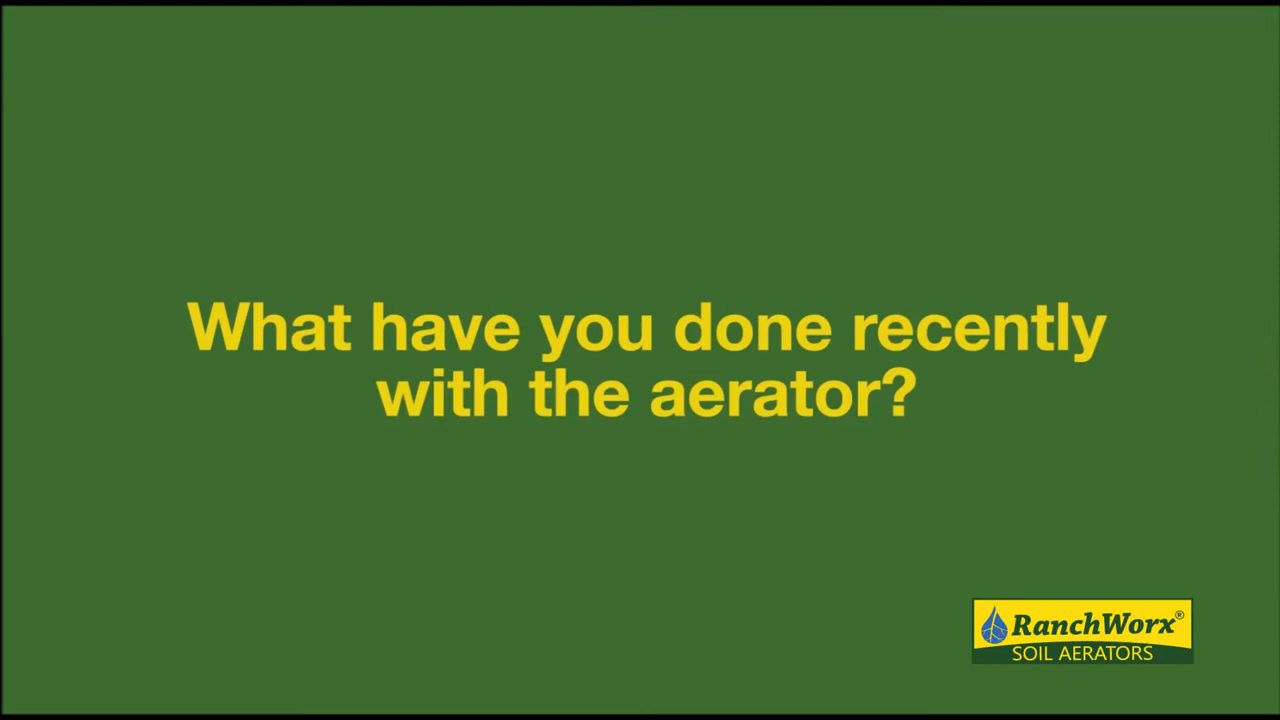 What have you done recently
with the aerator?
RanchWorx®
SOIL AERATORS